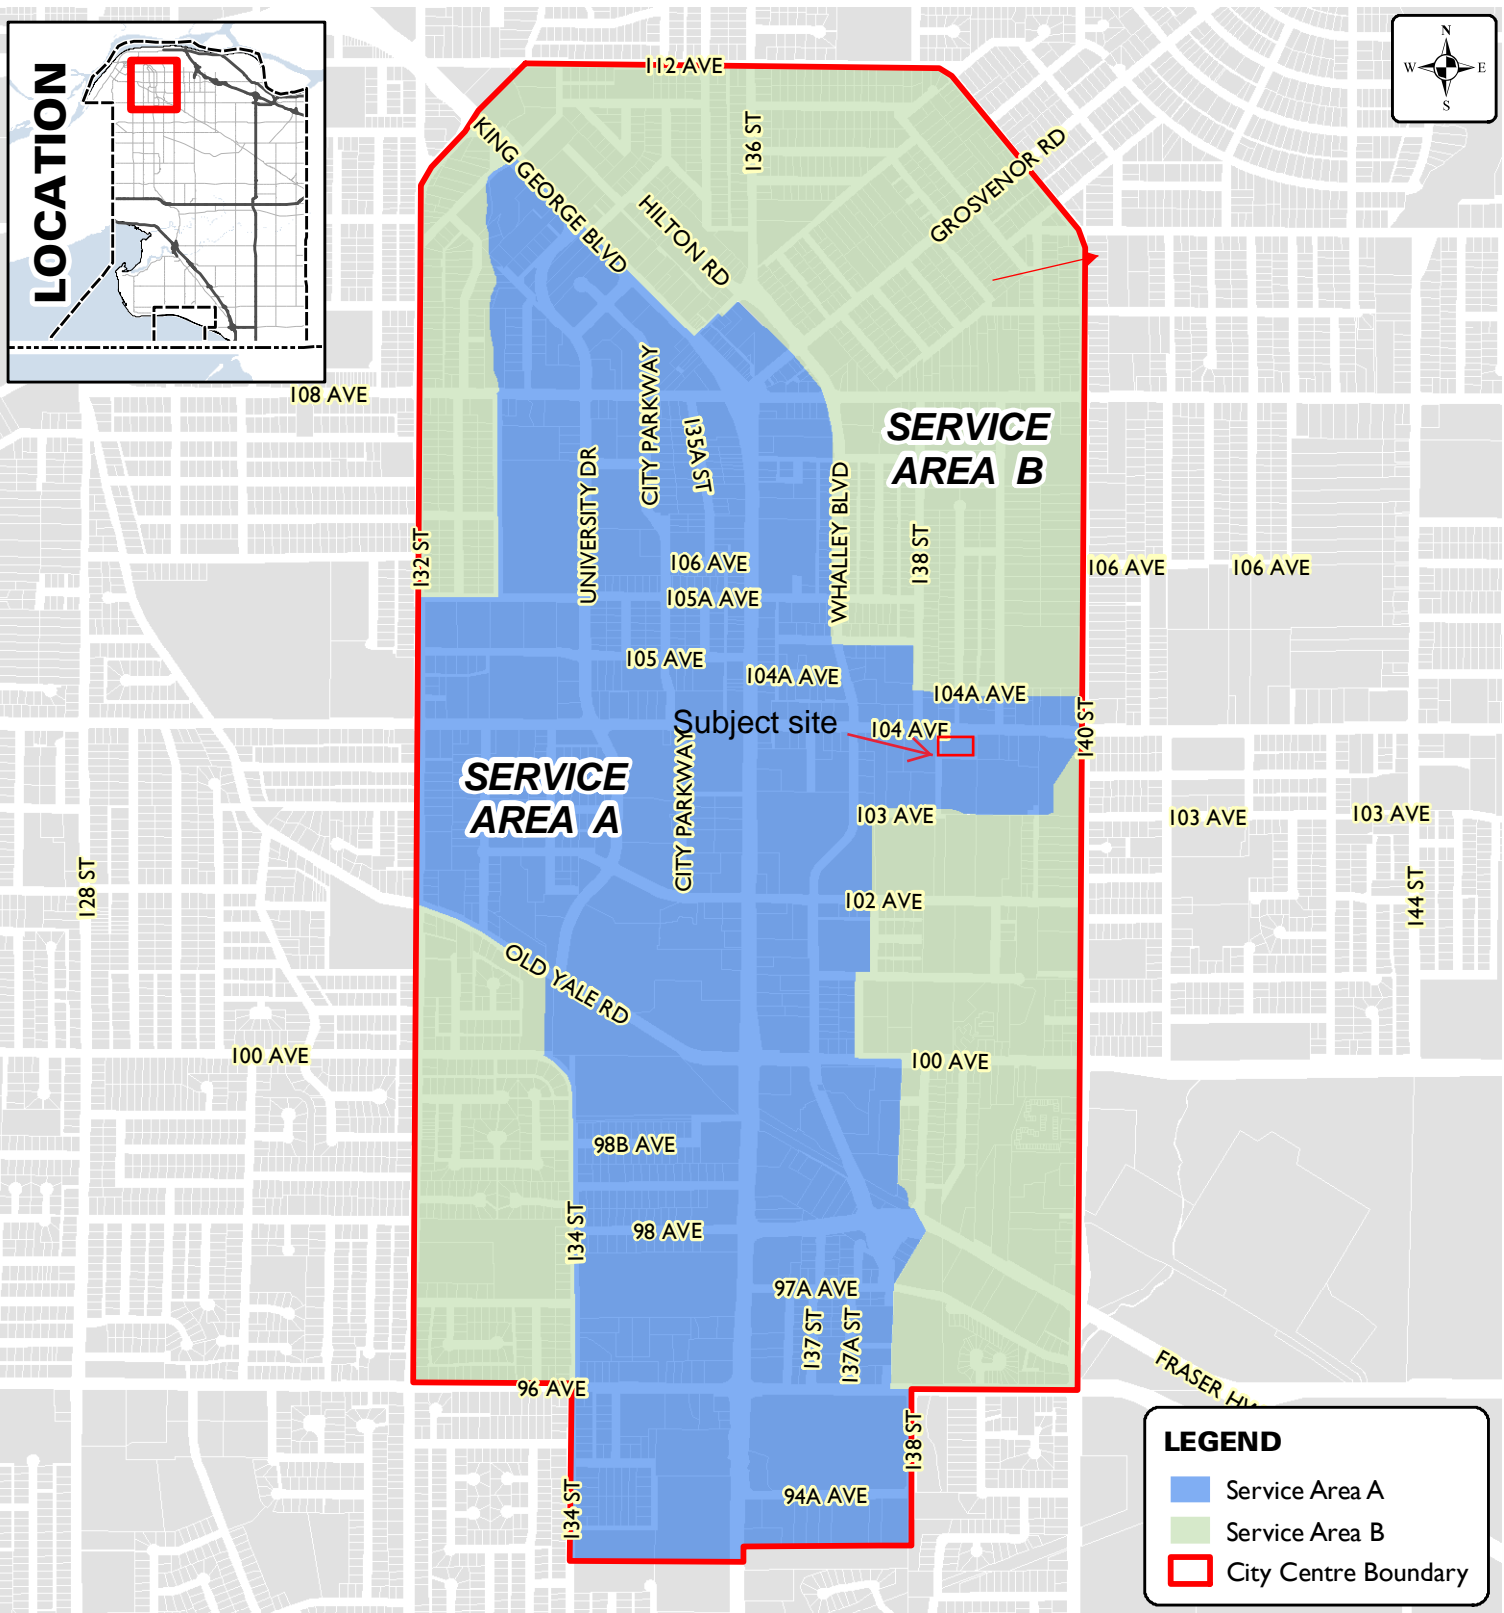 LOCATION
N
W
E
S
112 AVE
KING GEORGE BLVD
HILTON RD
136 ST
GROSVENOR RD
108 AVE
CITY PARKWAY
135A ST
SERVICE
AREA B
UNIVERSITY DR
WHALLEY BLVD
132 ST
138 ST
106 AVE
106 AVE
106 AVE
105A AVE
105 AVE
104A AVE
104A AVE
Subject site
104 AVE
140 ST
SERVICE
AREA A
CITY PARKWAY
103 AVE
103 AVE
103 AVE
128 ST
102 AVE
144 ST
OLD YALE RD
100 AVE
100 AVE
98B AVE
134 ST
98 AVE
97A AVE
137 ST
137A ST
96 AVE
FRASER HW
138 ST
134 ST
94A AVE
LEGEND
Service Area A
Service Area B
City Centre Boundary